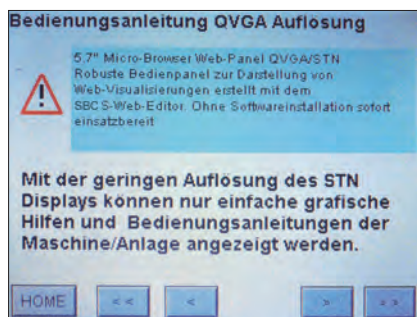 Bedienungsanleitung QVGA Auflösung
5,7" Micro-Browser Web-Panel QVGA/STN
Robuste Bedienpanel zur Darstellung von
Web-Visualisierungen erstellt mit dem
SBCS-Web-Editor. Ohne Softwareinstallation sofort
einsatzbereit
Mit der geringen Auflösung des STN
Displays können nur einfache grafische
Hilfen und Bedienungsanleitungen der
Maschine/Anlage angezeigt werden.
HOME << < > >>